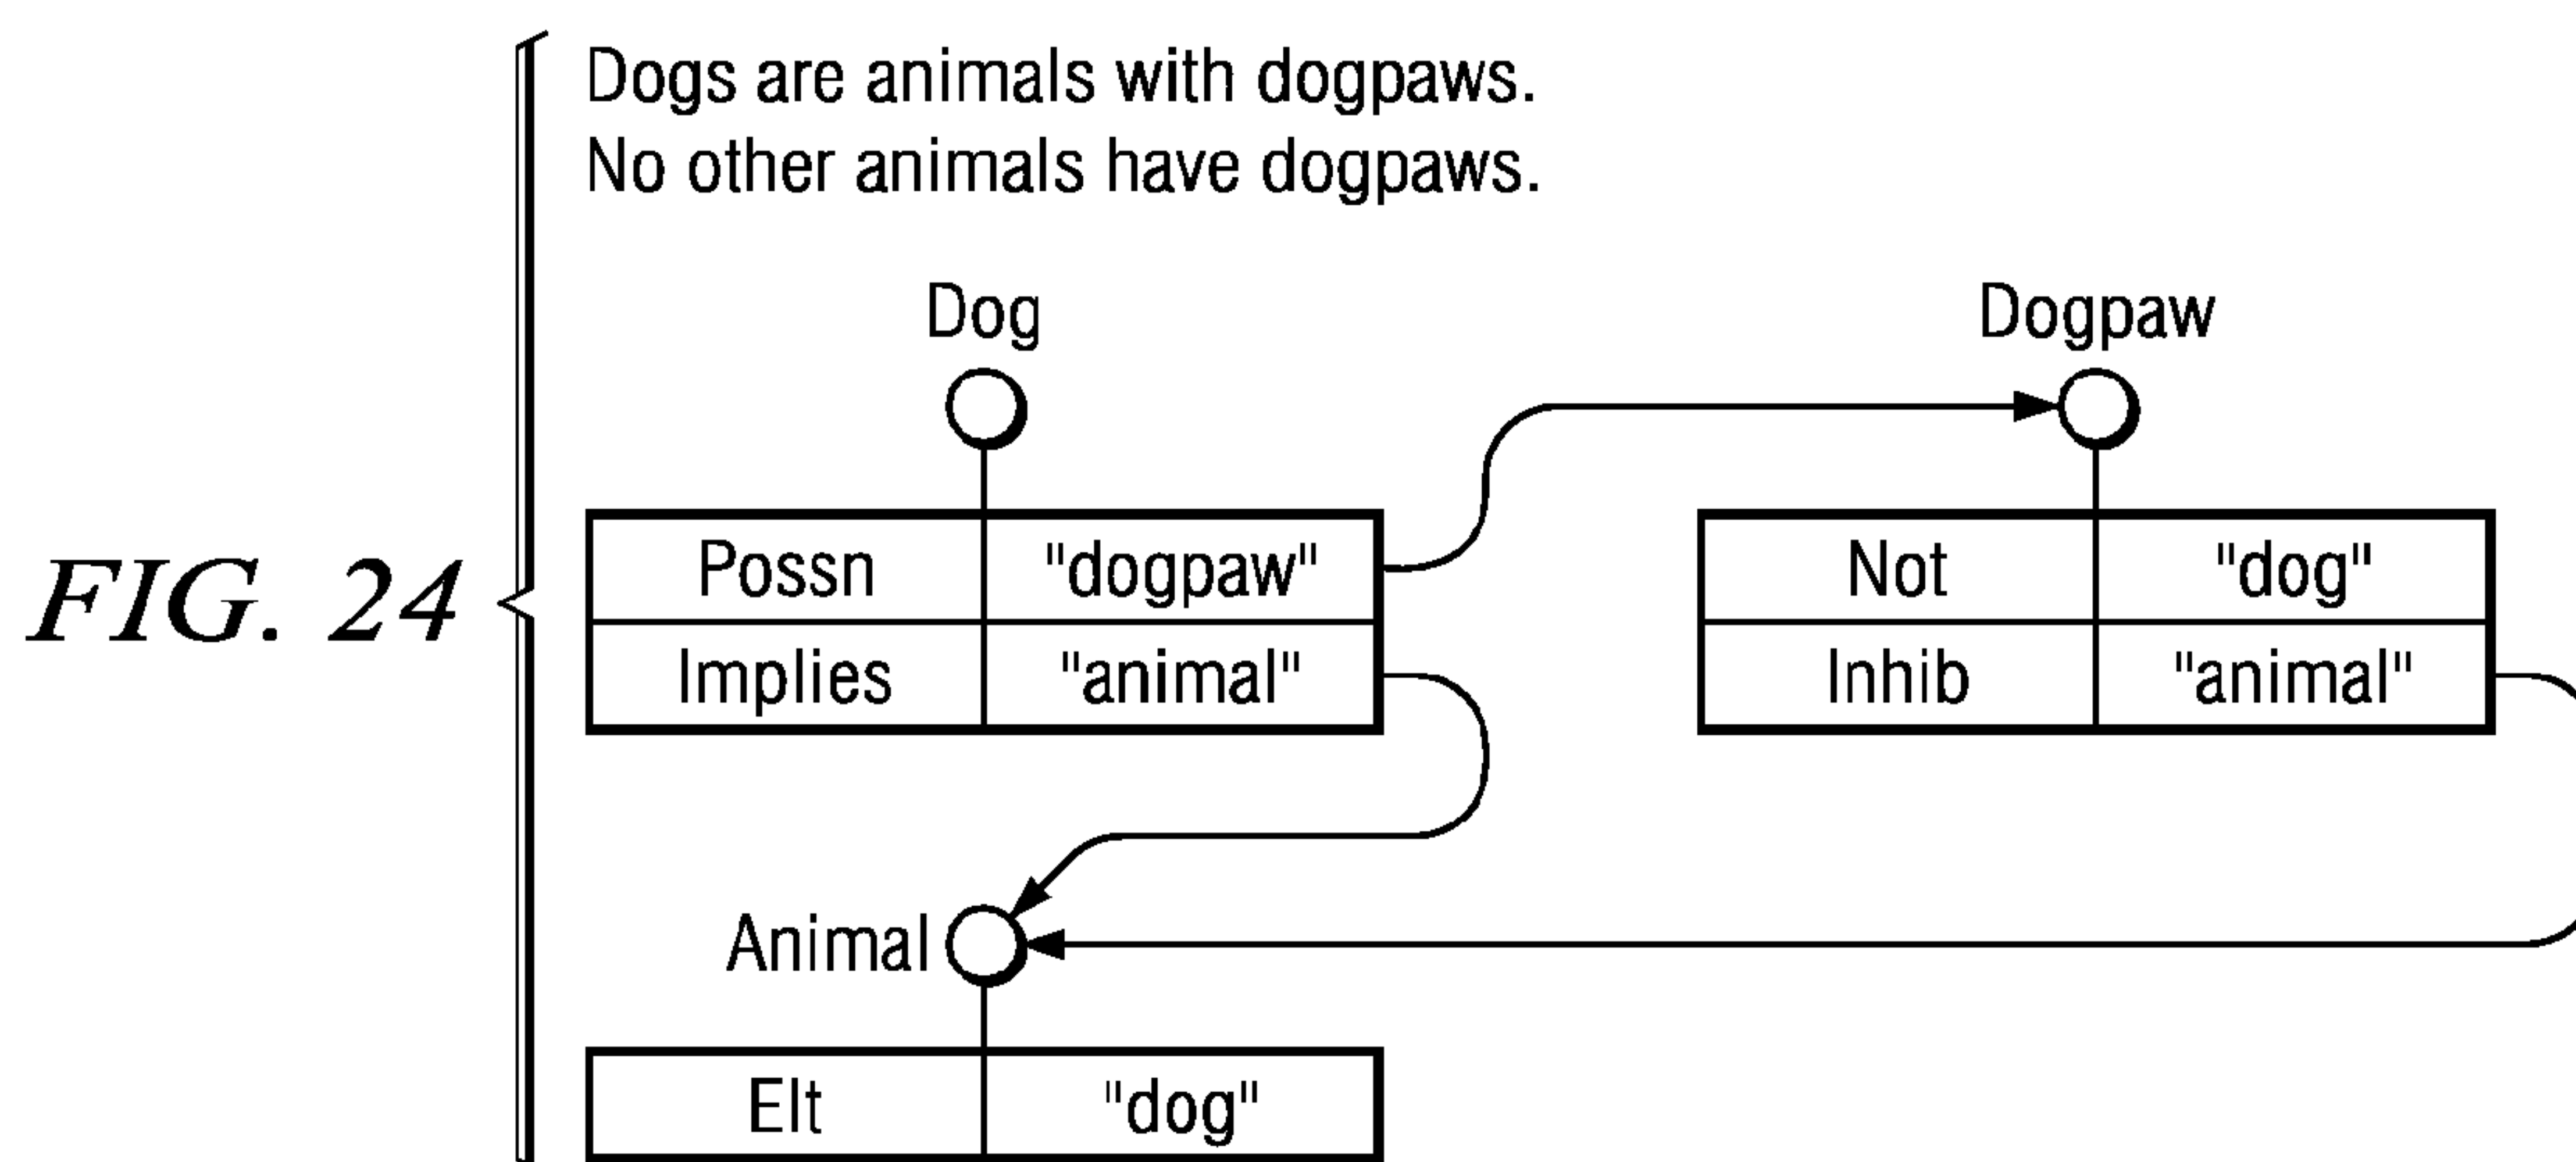 Dogs are animals with dogpaws.
No other animals have dogpaws.
Dog
Dogpaw
FIG. 24
Possn "dogpaw"
Implies "animal"
Not "dog"
Inhib "animal"
Animal
Elt "dog"